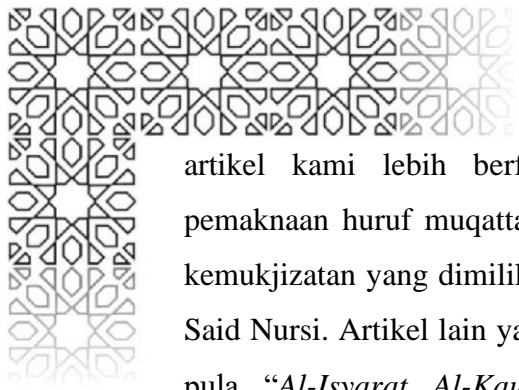 artikel kami lebih
pemaknaan huruf
kemukjizatan yang
Said Nursi. Artikel lain
pula "Al-Isyarat